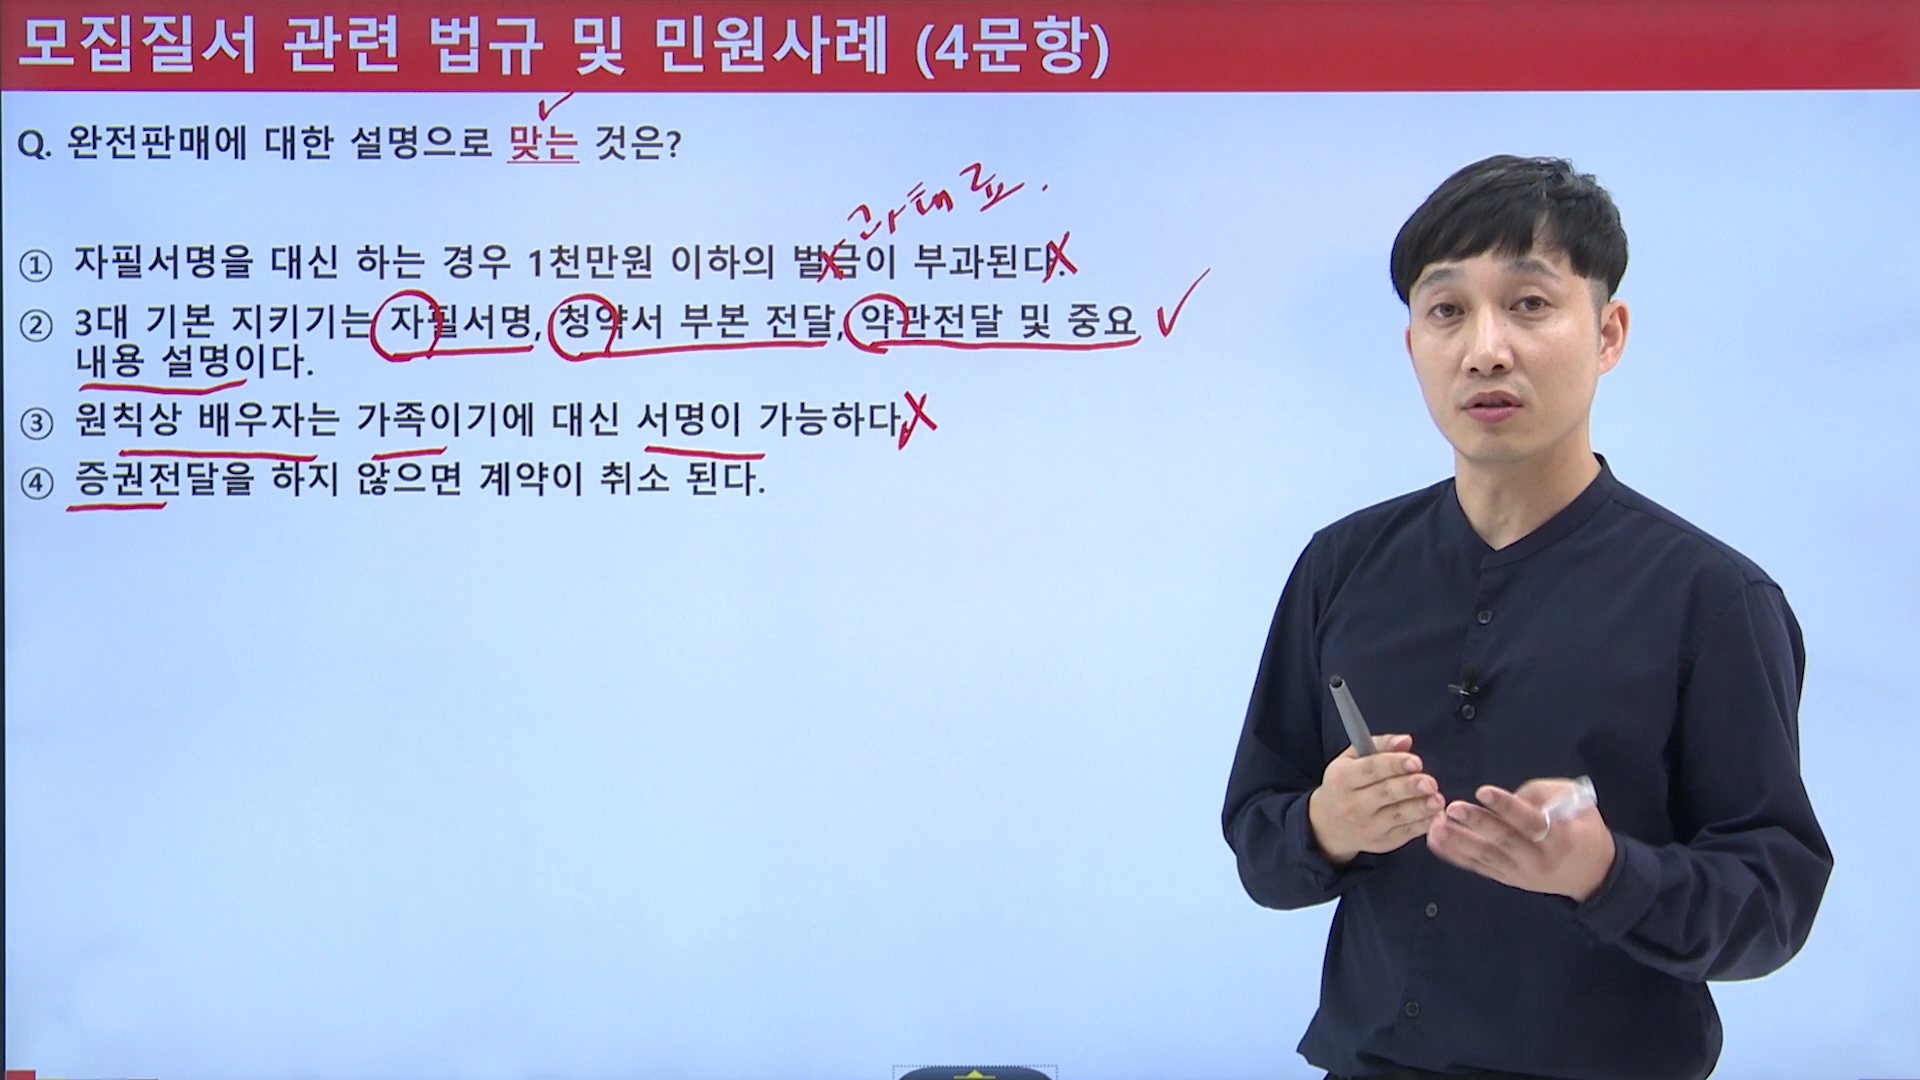 모집질서 관련 법규 및 민원사례 (4문항)
Q. 완전판매에 대한 설명으로 맞는 것은?
과태료.
① 자필서명을 대신 하는 경우 1천만원 이하의 벌금이 부과된다.
② 3대 기본 지키기는 자필서명, 청약서 부본 전달, 약관전달 및 중요
내용 설명이다.
③ 원칙상 배우자는 가족이기에 대신 서명이 가능하다.
④ 증권전달을 하지 않으면 계약이 취소 된다.